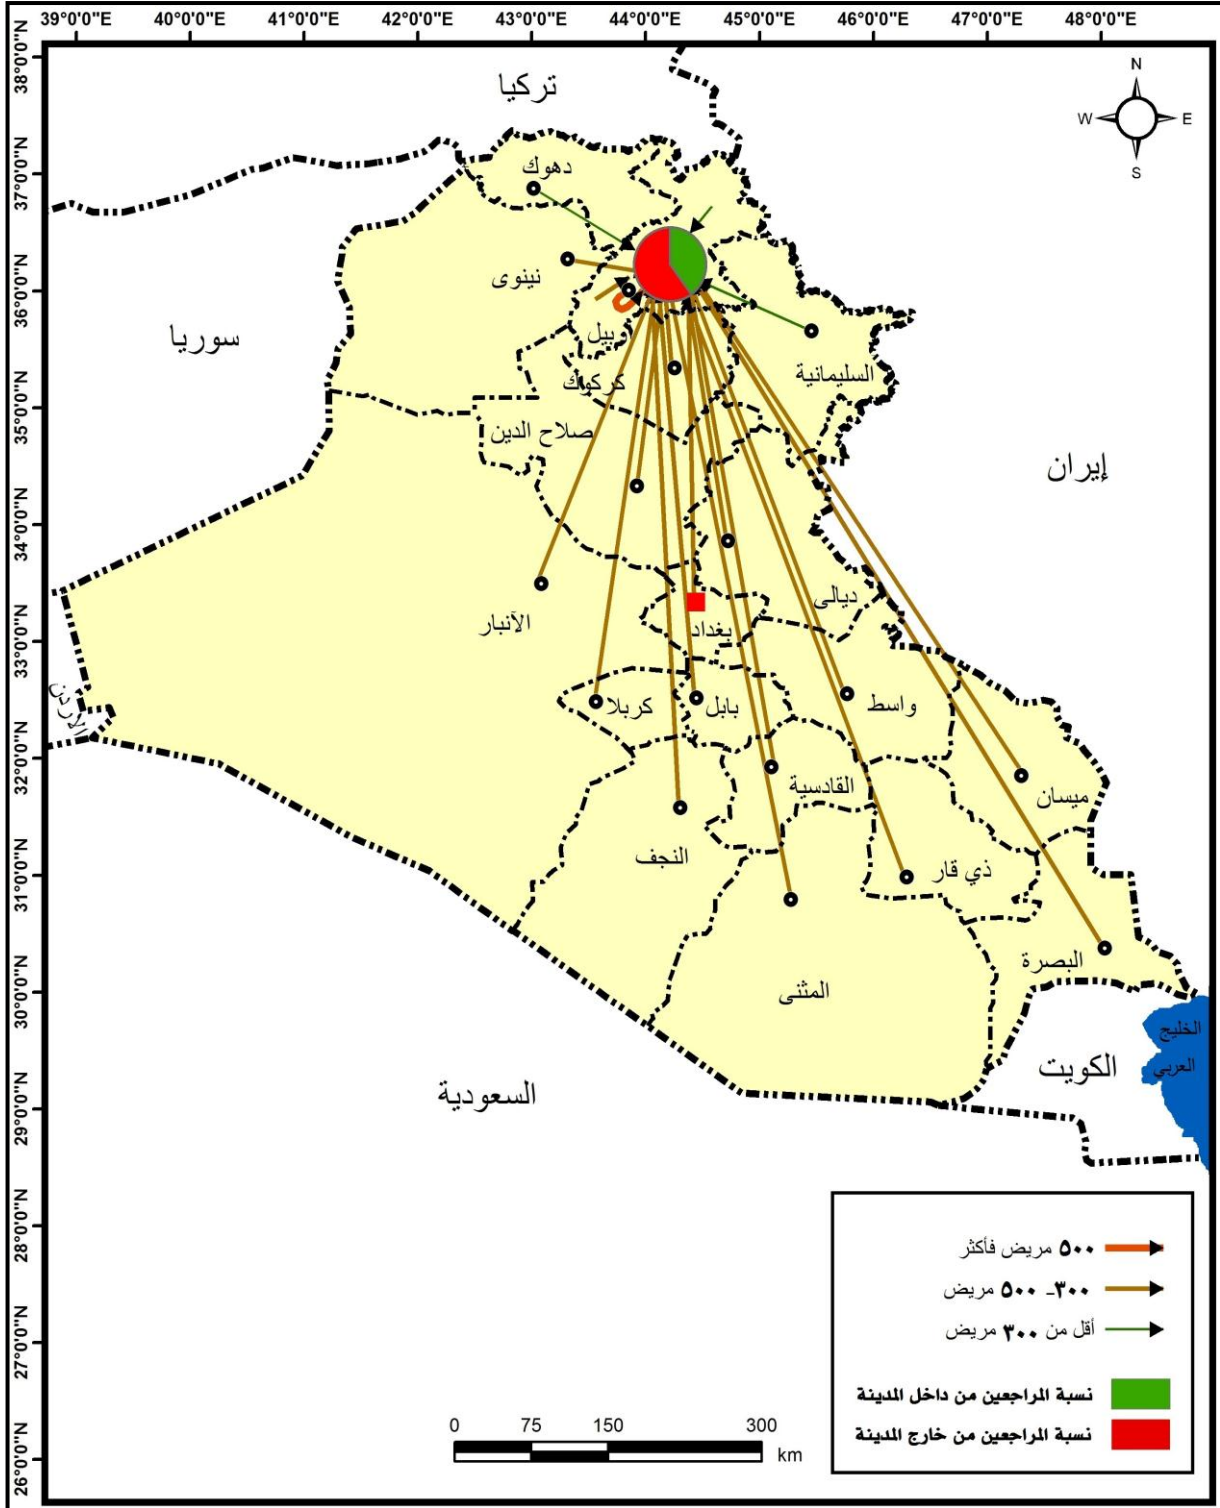 39°0'0"E 40°0'0"E 41°0'0"E 42°0'0"E 43°0'0"E 44°0'0"E 45°0'0"E 46°0'0"E 47°0'0"E 48°0'0"E
38°0'0"N
37°0'0"N
36°0'0"N
35°0'0"N
34°0'0"N
33°0'0"N
32°0'0"N
31°0'0"N
30°0'0"N
29°0'0"N
28°0'0"N
27°0'0"N
26°0'0"N
N
W E
S
تركيا
دهوك
نينوى
سوريا
وبيل
السليمانية
كركوك
صلاح الدين
إيران
ديالى
الآنبار
بغداد
الاردن
كربلا
بابل
واسط
القادسية
ميسان
النجف
ذي قار
البصرة
المثنى
الخليج
العربي
الكويت
السعودية
٥٠٠ مريض فأكثر
٣٠٠- ٥٠٠ مريض
أقل من ٣٠٠ مريض
نسبة المراجعين من داخل المدينة
نسبة المراجعين من خارج المدينة
0 75 150 300
km